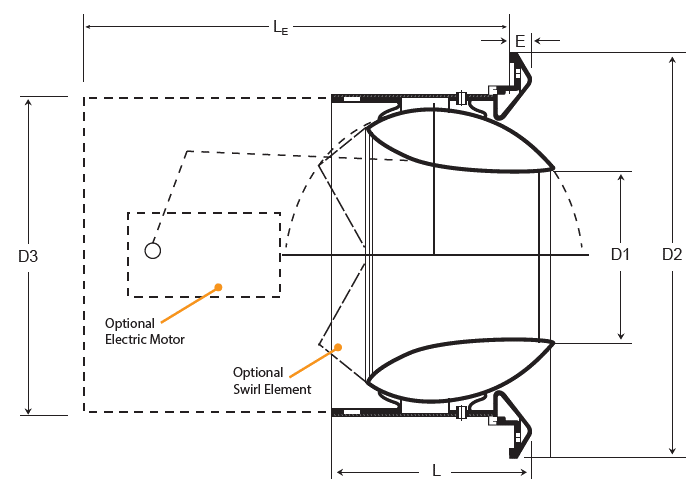 LE
E
D3
D1
D2
Optional
Electric Motor
Optional
Swirl Element
L